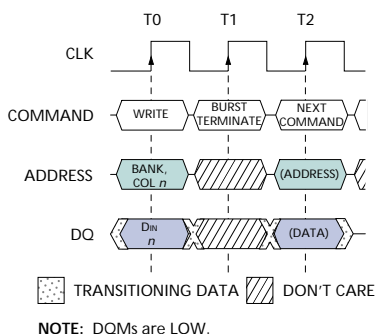 T0 T1 T2
CLK
COMMAND WRITE BURST TERMINATE NEXT COMMAND
ADDRESS BANK, COL n (ADDRESS)
DQ DIN n (DATA)
TRANSITIONING DATA DON'T CARE
NOTE: DQMs are LOW.